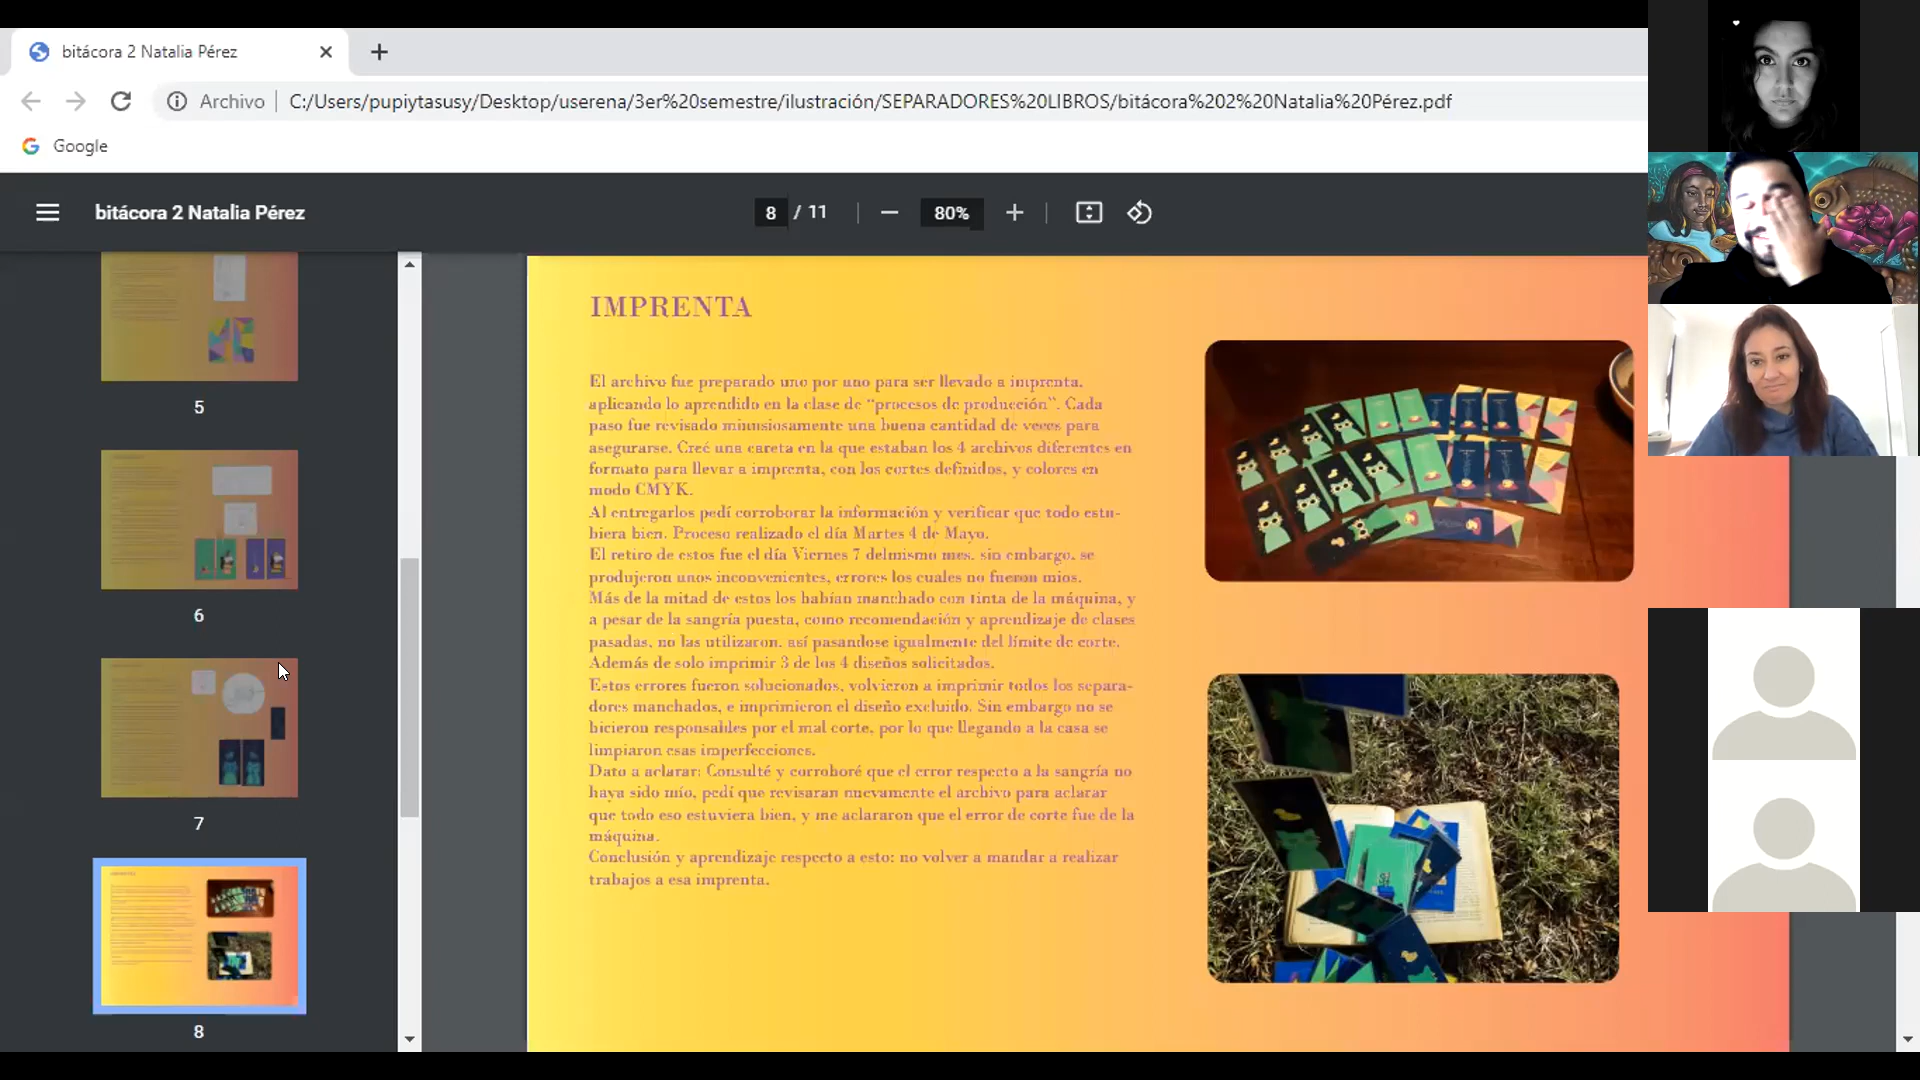 bitácora 2 Natalia Pérez
Archivo
C:/Users/pupiytasusy/Desktop/userena/3er%20semestre/ilustración/SEPARADORES%20LIBROS/bitácora%202%20Natalia%20Pérez.pdf
Google
bitácora 2 Natalia Pérez
8 / 11
80%
5
6
7
8
IMPRENTA
El archivo fue preparado uno por uno para ser llevado a imprenta,
aplicando lo aprendido en la clase de “procesos de producción”. Cada
paso fue revisado minusiosamente una buena cantidad de veces para
asegurarse. Creé una careta en la que estaban los 4 archivos diferentes en
formato para llevar a imprenta, con los cortes definidos, y colores en
modo CMYK.
Al entregarlos pedí corroborar la información y verificar que todo estu-
biera bien. Proceso realizado el día Martes 4 de Mayo.
El retiro de estos fue el día Viernes 7 delmismo mes, sin embargo, se
produjeron unos inconvenientes, errores los cuales no fueron mios.
Más de la mitad de estos los habían manchado con tinta de la máquina, y
a pesar de la sangría puesta, como recomendación y aprendizaje de clases
pasadas, no las utilizaron, así pasandose igualmente del límite de corte.
Además de solo imprimir 3 de los 4 diseños solicitados.
Estos errores fueron solucionados, volvieron a imprimir todos los separa-
dores manchados, e imprimieron el diseño excluido. Sin embargo no se
hicieron responsables por el mal corte, por lo que llegando a la casa se
limpiaron esas imperfecciones.
Dato a aclarar: Consulté y corroboré que el error respecto a la sangría no
haya sido mío, pedí que revisaran nuevamente el archivo para aclarar
que todo eso estuviera bien, y me aclararon que el error de corte fue de la
máquina.
Conclusión y aprendizaje respecto a esto: no volver a mandar a realizar
trabajos a esa imprenta.